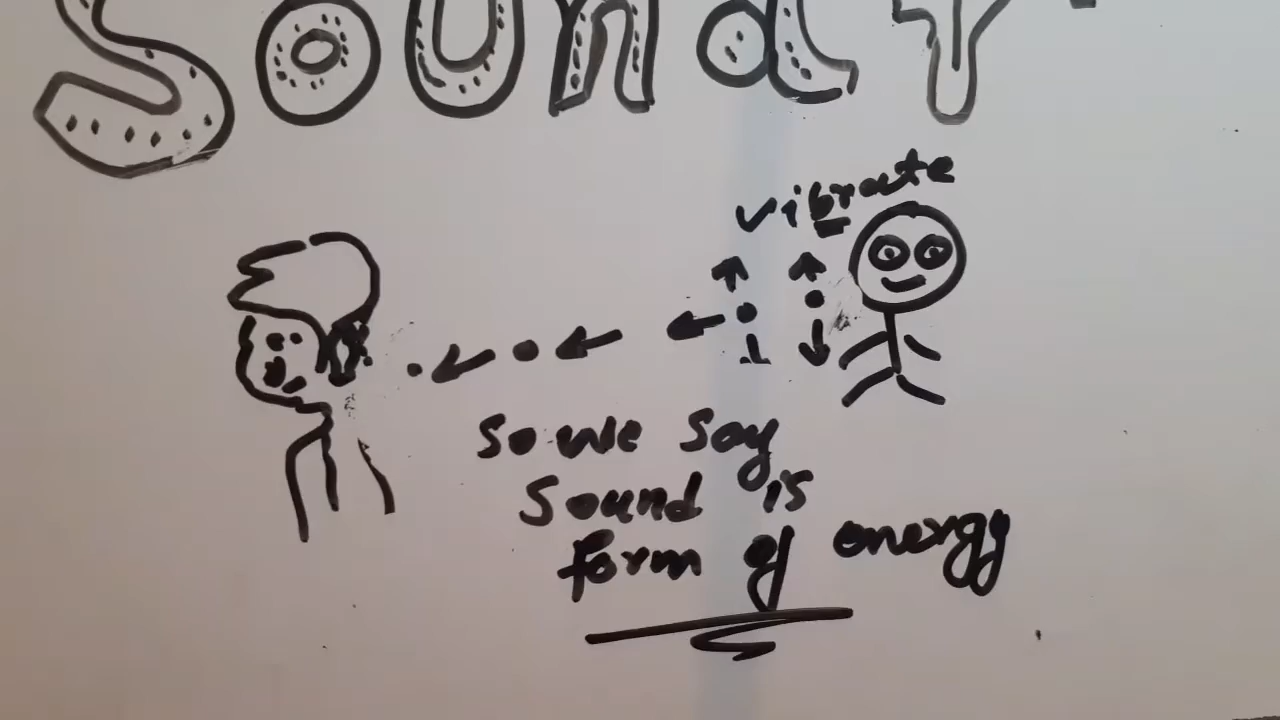 Sound
vibrate
so we say
sound is
form of energy